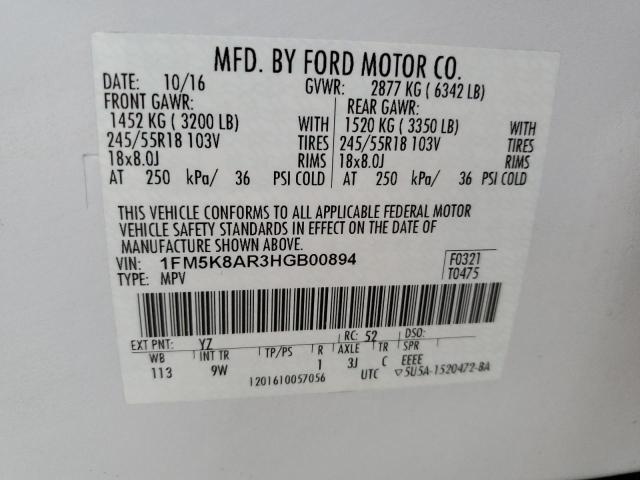 MFD. BY FORD MOTOR CO.
DATE: 10/16 GVWR: 2877 KG ( 6342 LB)
FRONT GAWR: REAR GAWR:
1452 KG ( 3200 LB) WITH 1520 KG ( 3350 LB) WITH
245/55R18 103V TIRES 245/55R18 103V TIRES
18x8.0J RIMS 18x8.0J RIMS
AT 250 kPa/ 36 PSI COLD AT 250 kPa/ 36 PSI COLD
THIS VEHICLE CONFORMS TO ALL APPLICABLE FEDERAL MOTOR
VEHICLE SAFETY STANDARDS IN EFFECT ON THE DATE OF
MANUFACTURE SHOWN ABOVE.
VIN: 1FM5K8AR3HGB00894 F0321
TYPE: MPV T0475
EXT PNT: YZ RC: 52 DSO:
WB INT TR TP/PS R AXLE TR
113 9W 1 3J C EEEE
1201610057056 UTC ▽5U5A-1520472-BA